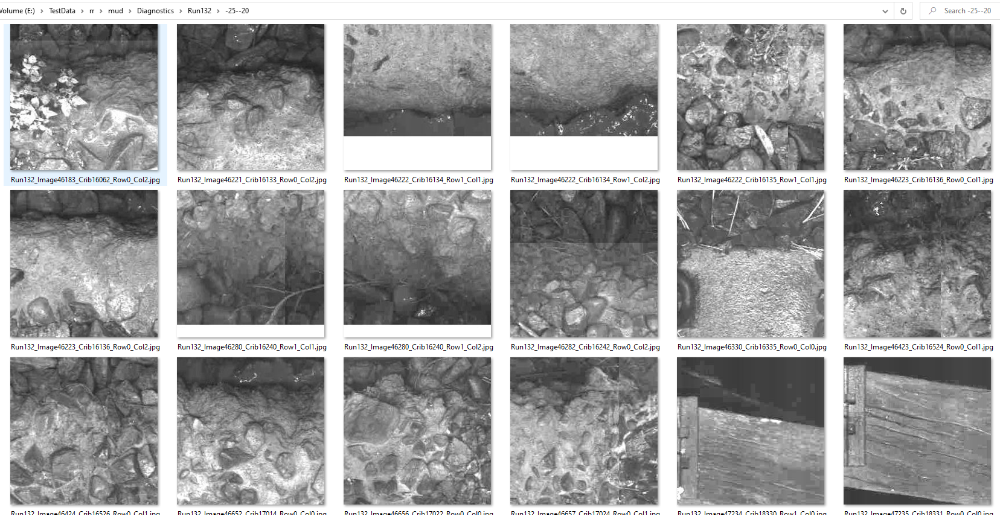 Volume (E:) > TestData > rr > mud > Diagnostics > Run132 > -25--20
Search -25--20
Run132_Image46183_Crib16062_Row0_Col2.jpg
Run132_Image46221_Crib16133_Row0_Col2.jpg
Run132_Image46222_Crib16134_Row1_Col1.jpg
Run132_Image46222_Crib16134_Row1_Col2.jpg
Run132_Image46222_Crib16135_Row1_Col1.jpg
Run132_Image46223_Crib16136_Row0_Col1.jpg
Run132_Image46223_Crib16136_Row0_Col2.jpg
Run132_Image46280_Crib16240_Row1_Col1.jpg
Run132_Image46280_Crib16240_Row1_Col2.jpg
Run132_Image46282_Crib16242_Row0_Col2.jpg
Run132_Image46330_Crib16335_Row0_Col0.jpg
Run132_Image46423_Crib16524_Row0_Col1.jpg
Run132_Image46424_Crib16526_Row0_Col1.jpg
Run132_Image46652_Crib17014_Row0_Col0.jpg
Run132_Image46656_Crib17022_Row0_Col0.jpg
Run132_Image46657_Crib17024_Row0_Col1.jpg
Run132_Image47234_Crib18330_Row1_Col0.jpg
Run132_Image47235_Crib18331_Row0_Col0.jpg